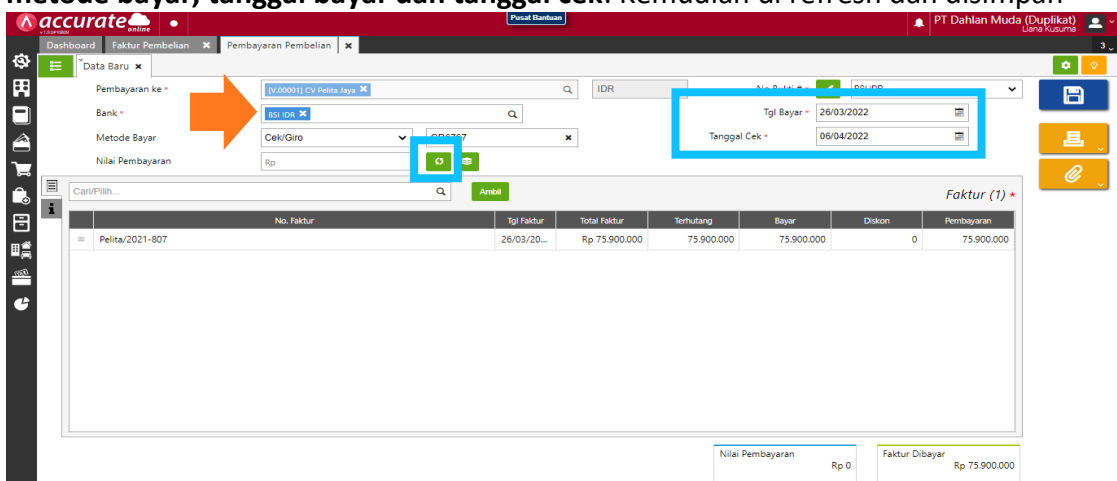 metode bayar, tanggal bayar dan tanggal cek. Kemudian di refresh dan disimpan
accurate online
Pusat Bantuan
PT Dahlan Muda (Duplikat)
Liana Kusuma
Dashboard Faktur Pembelian Pembayaran Pembelian 3
*Data Baru
Pembayaran ke * [V.00001] CV Pelita Jaya IDR No Bukti # *
Bank * BSI IDR Tgl Bayar * 26/03/2022
Metode Bayar Cek/Giro Tanggal Cek * 06/04/2022
Nilai Pembayaran Rp
Cari/Pilih... Ambil Faktur (1) *
No. Faktur Tgl Faktur Total Faktur Terhutang Bayar Diskon Pembayaran
Pelita/2021-807 26/03/20... Rp 75.900.000 75.900.000 75.900.000 0 75.900.000
Nilai Pembayaran Faktur Dibayar
Rp 0 Rp 75.900.000